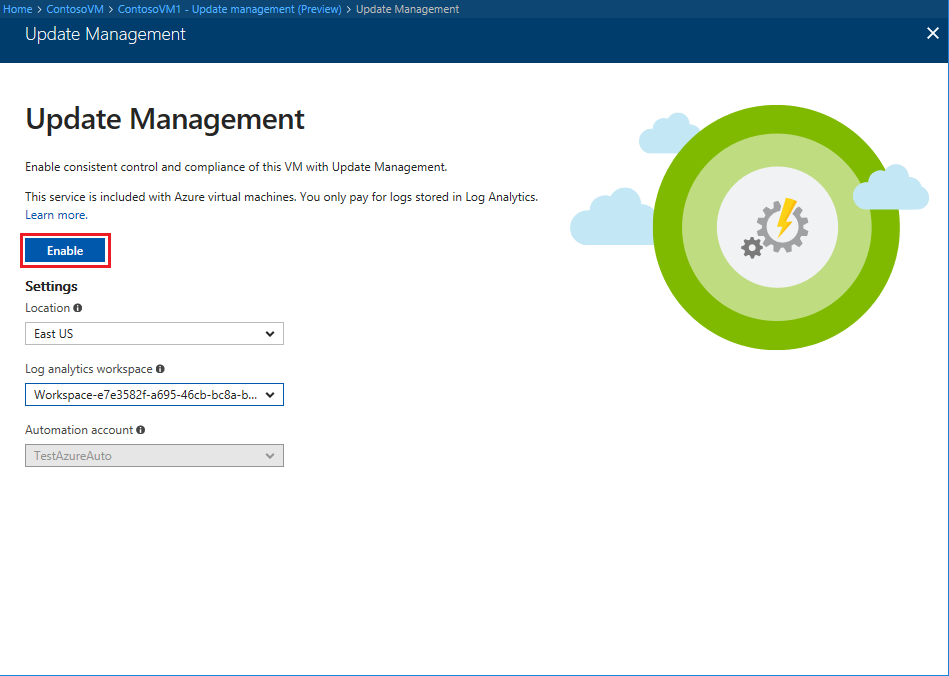 Home > ContosoVM > ContosoVM1 - Update management (Preview) > Update Management
Update Management
Update Management
Enable consistent control and compliance of this VM with Update Management.
This service is included with Azure virtual machines. You only pay for logs stored in Log Analytics.
Learn more.
Enable
Settings
Location
East US
Log analytics workspace
Workspace-e7e3582f-a695-46cb-bc8a-b...
Automation account
TestAzureAuto